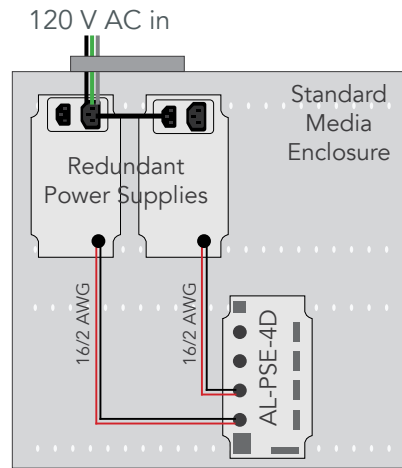 120 V AC in
Standard
Media
Enclosure
Redundant
Power Supplies
16/2 AWG
16/2 AWG
AL-PSE-4D